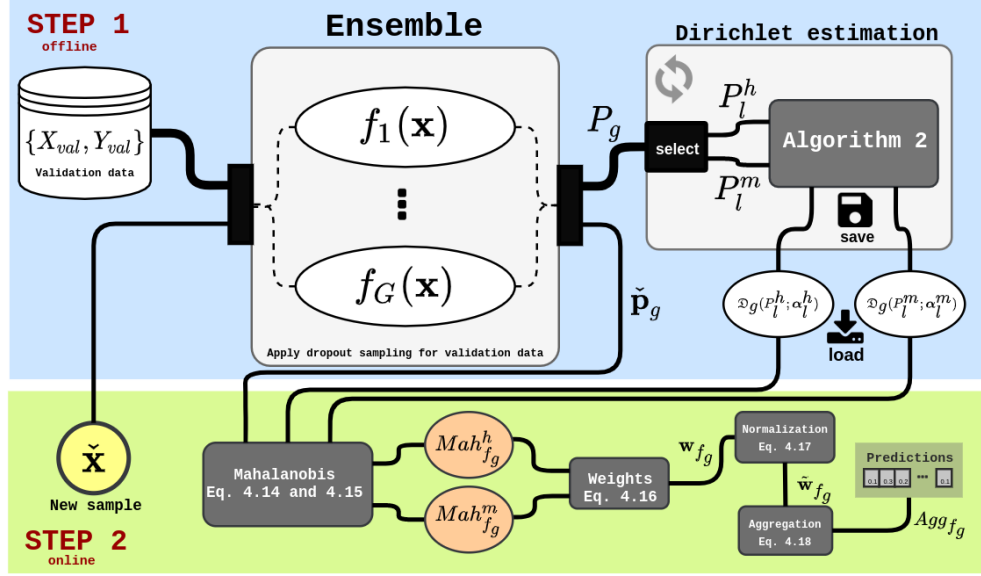 STEP 1
offline
{X_val, Y_val}
Validation data
Ensemble
f_1(x)
⋮
f_G(x)
Apply dropout sampling for validation data
P_g
p̌_g
Dirichlet estimation
select
P_l^h
P_l^m
Algorithm 2
save
𝔇_g(P_l^h; α_l^h)
𝔇_g(P_l^m; α_l^m)
load
x̌
New sample
STEP 2
online
Mahalanobis
Eq. 4.14 and 4.15
Mah_{f_g}^h
Mah_{f_g}^m
Weights
Eq. 4.16
w_{f_g}
Normalization
Eq. 4.17
w̃_{f_g}
Aggregation
Eq. 4.18
Agg_{f_g}
Predictions
0.1 0.3 0.2 ••• 0.1